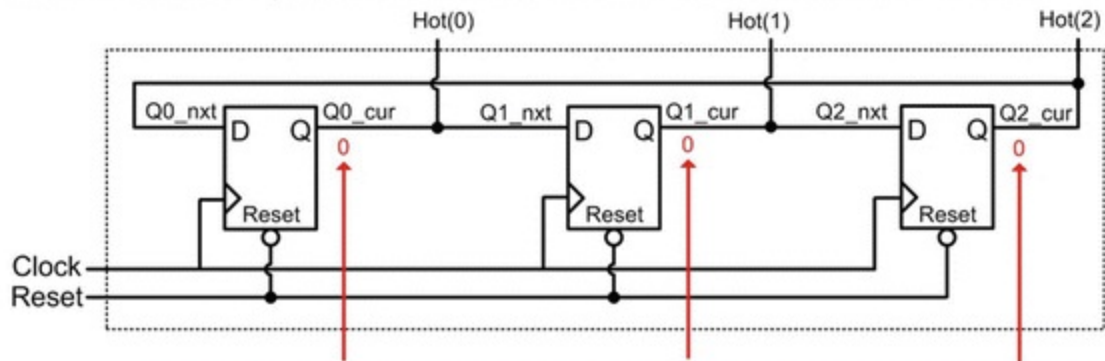 Hot(0) Hot(1) Hot(2)
Q0_nxt Q0_cur Q1_nxt Q1_cur Q2_nxt Q2_cur
D Q D Q D Q
0 0 0
Reset Reset Reset
Clock
Reset